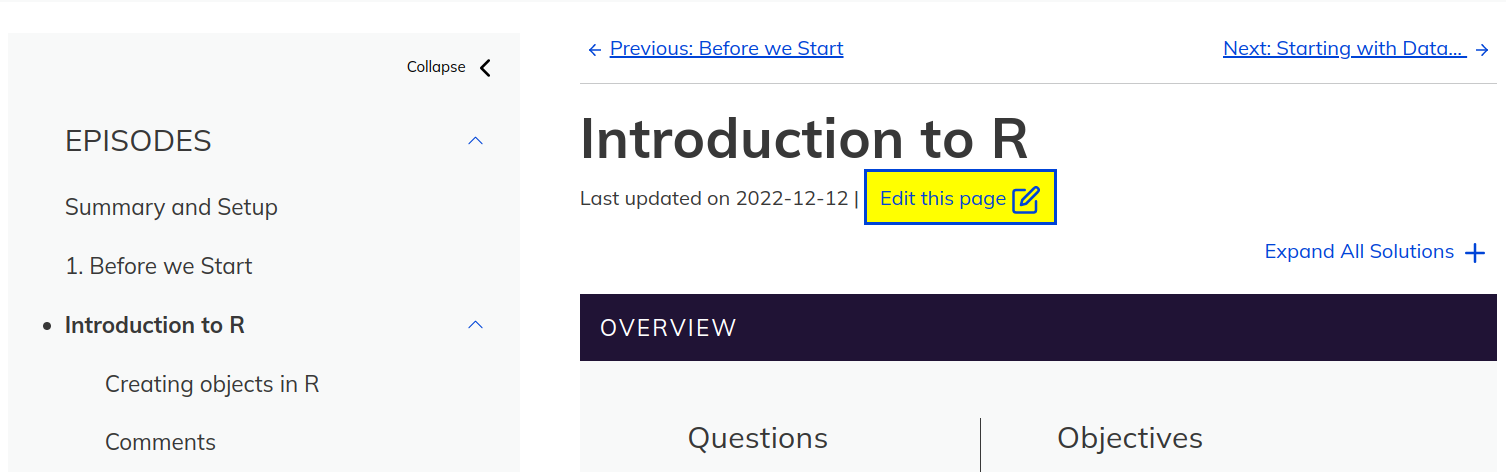 Collapse
EPISODES
Summary and Setup
1. Before we Start
Introduction to R
Creating objects in R
Comments
Previous: Before we Start
Next: Starting with Data...
Introduction to R
Last updated on 2022-12-12 | Edit this page
Expand All Solutions
OVERVIEW
Questions
Objectives